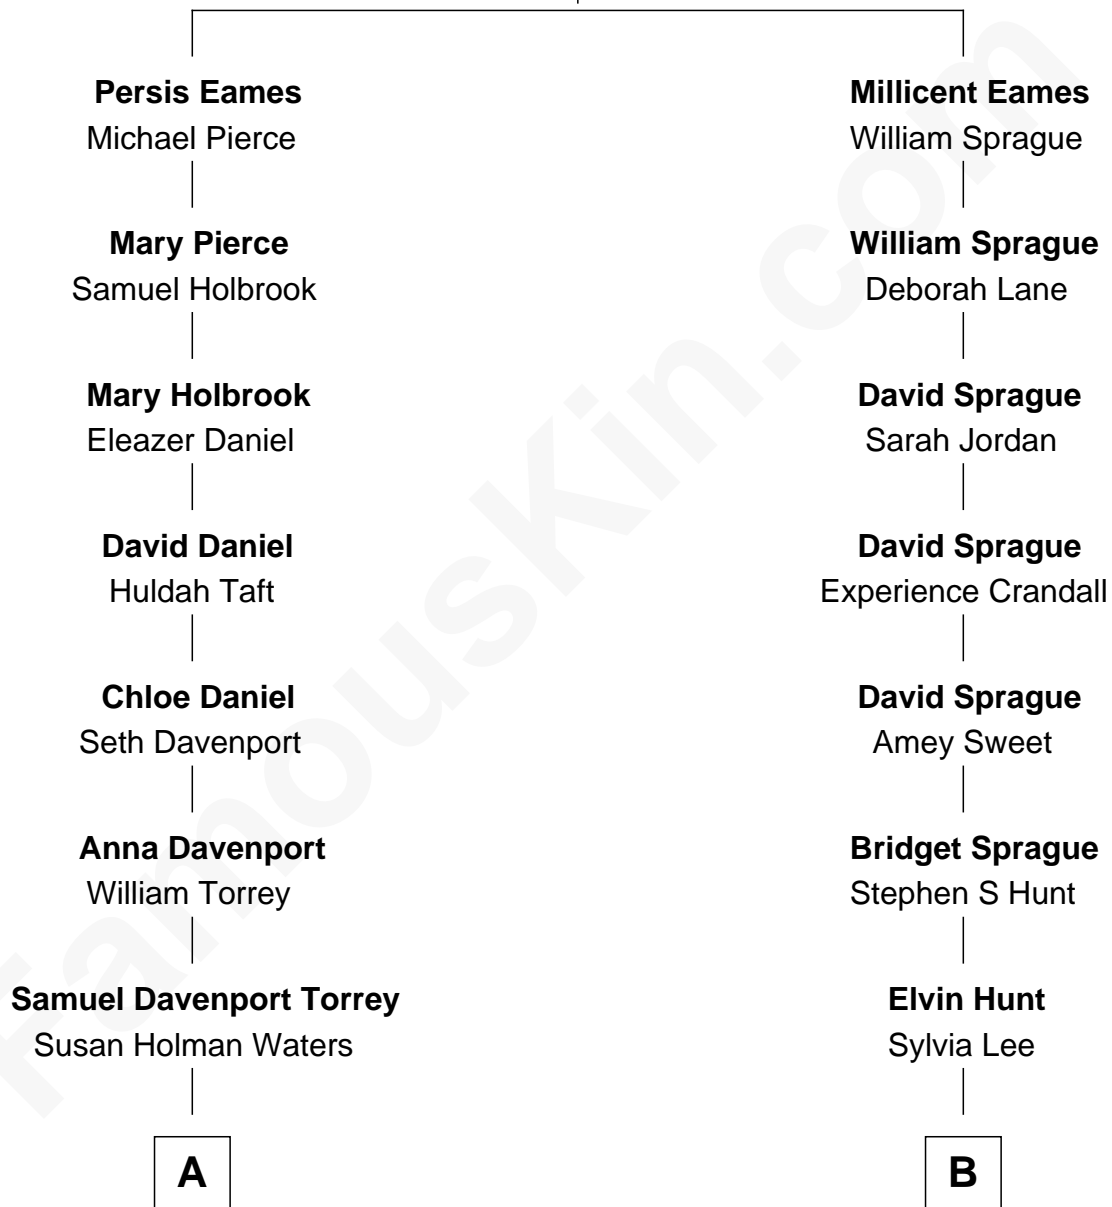 Persis Eames
Michael Pierce
Mary Pierce
Samuel Holbrook
Mary Holbrook
Eleazer Daniel
David Daniel
Huldah Taft
Chloe Daniel
Seth Davenport
Anna Davenport
William Torrey
Samuel Davenport Torrey
Susan Holman Waters
A
Millicent Eames
William Sprague
William Sprague
Deborah Lane
David Sprague
Sarah Jordan
David Sprague
Experience Crandall
David Sprague
Amey Sweet
Bridget Sprague
Stephen S Hunt
Elvin Hunt
Sylvia Lee
B
FamousKin.com